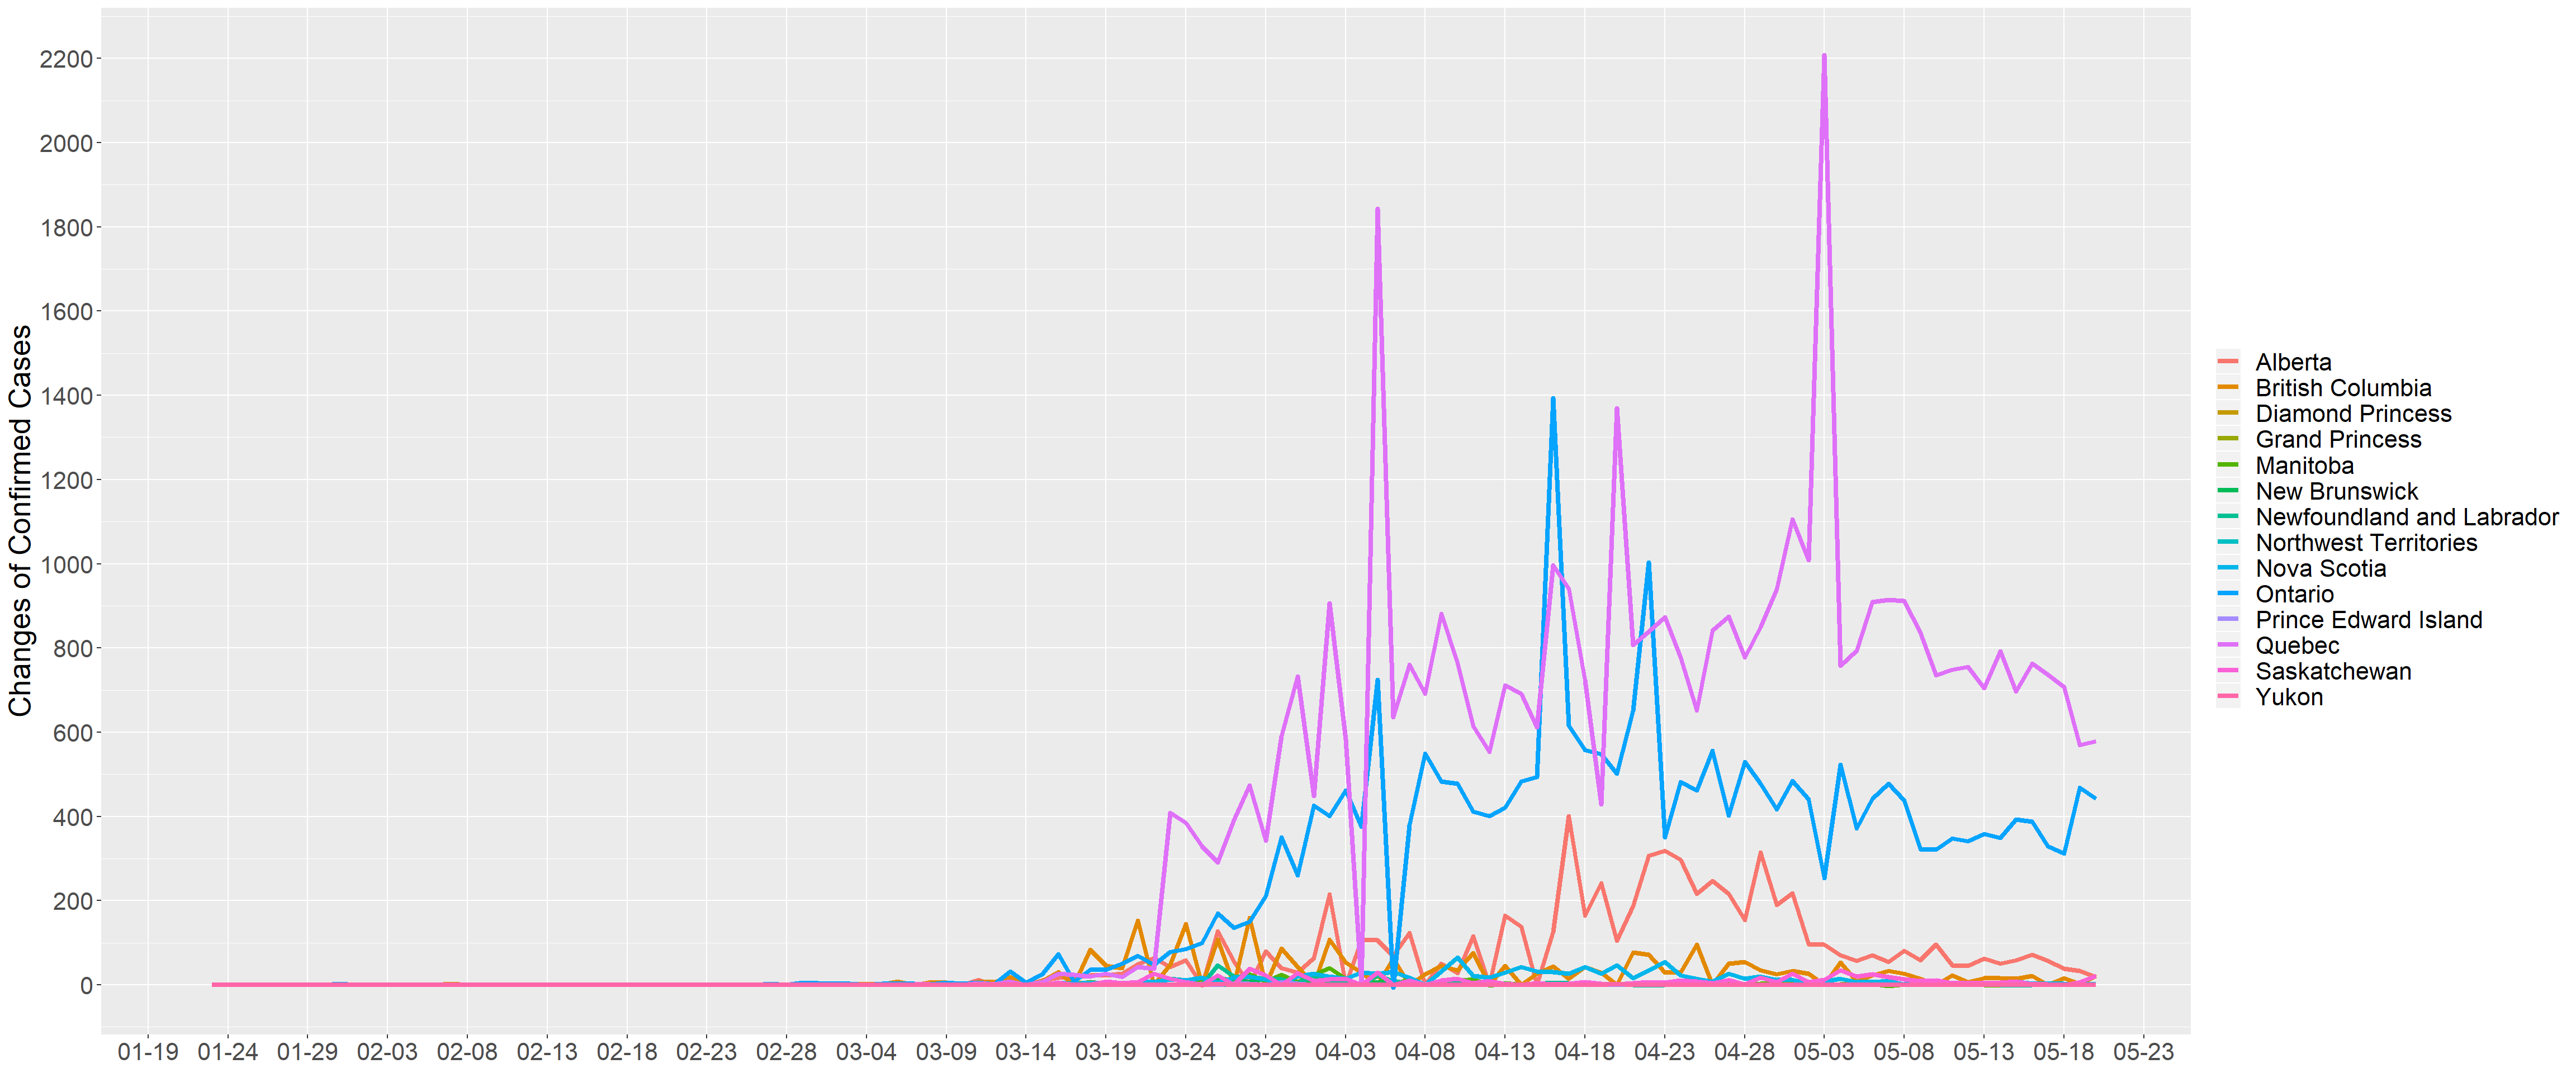 Changes of Confirmed Cases
2200
2000
1800
1600
1400
1200
1000
800
600
400
200
0
01-19 01-24 01-29 02-03 02-08 02-13 02-18 02-23 02-28 03-04 03-09 03-14 03-19 03-24 03-29 04-03 04-08 04-13 04-18 04-23 04-28 05-03 05-08 05-13 05-18 05-23
Alberta
British Columbia
Diamond Princess
Grand Princess
Manitoba
New Brunswick
Newfoundland and Labrador
Northwest Territories
Nova Scotia
Ontario
Prince Edward Island
Quebec
Saskatchewan
Yukon